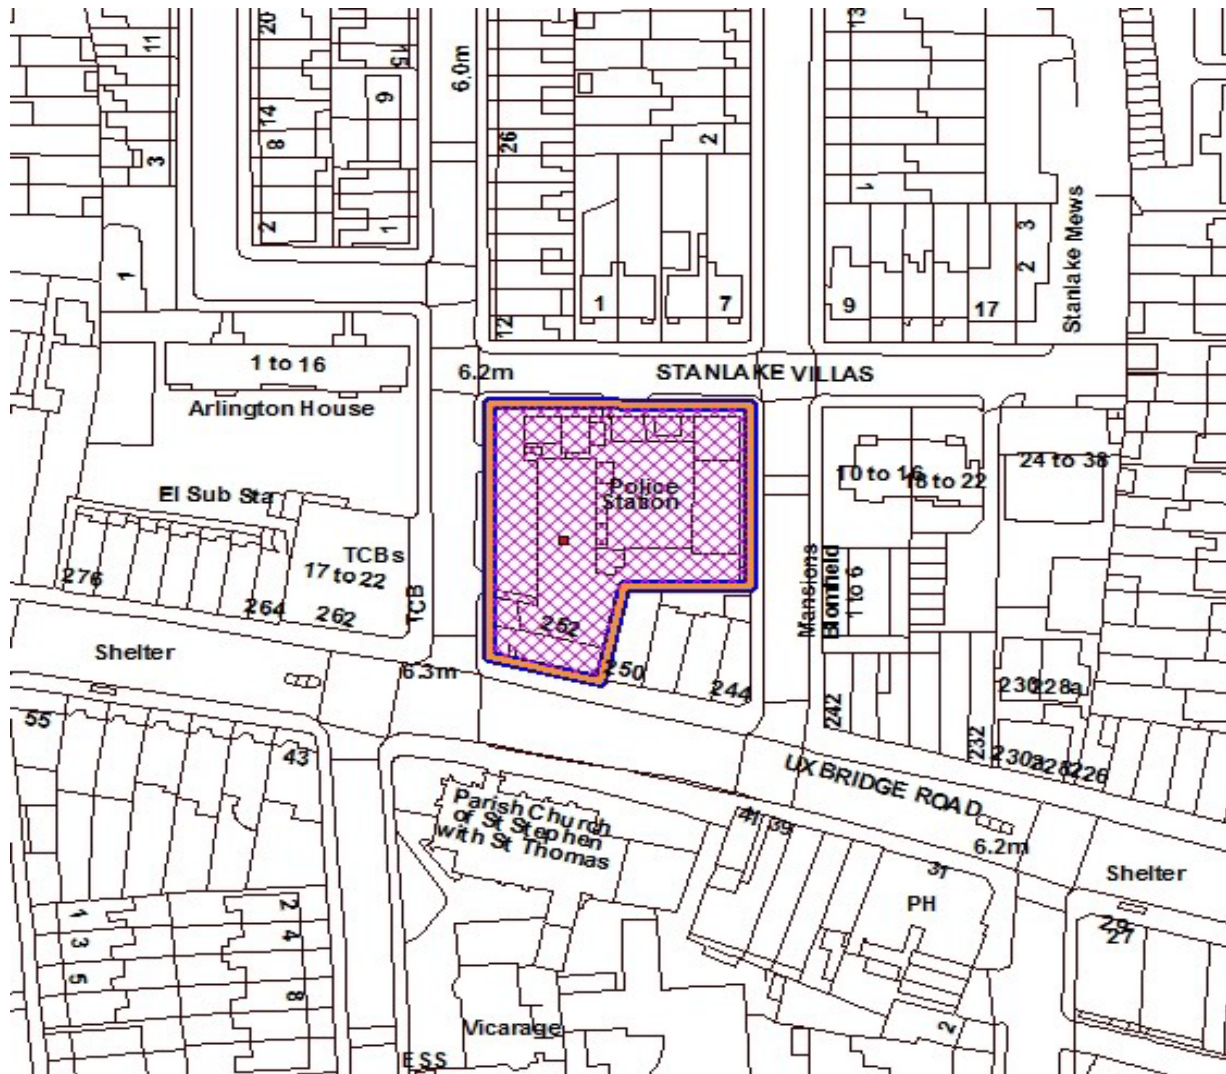 20
13
11
15
6.0m
9
14
8
26
2
3
1
2
1
3
Stanlake Mews
2
1
12
1
7
9
17
1 to 16
6.2m
STANLAKE VILLAS
Arlington House
Police
Station
10 to 16
18 to 22
24 to 38
El Sub Sta
TCBs
17 to 22
276
264
262
TCB
Mansions
Blomfield
1 to 6
252
250
244
Shelter
6.3m
230
228a
242
232
55
43
230a
228
226
UXBRIDGE ROAD
Parish Church
of St Stephen
with St Thomas
41
39
6.2m
31
Shelter
PH
29
27
1
2
3
4
5
8
Vicarage
2
ESS